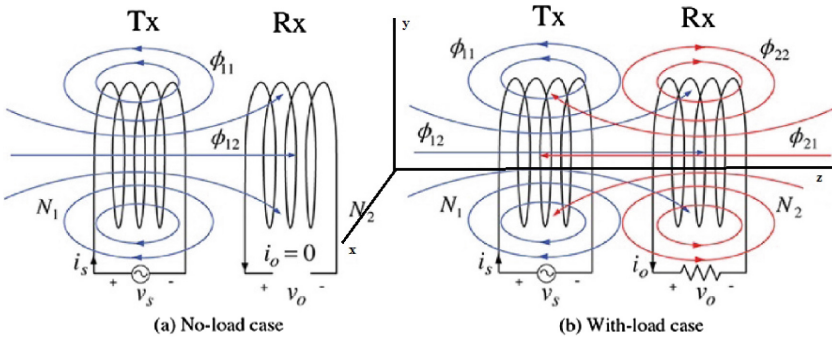 Tx
Rx
ϕ11
ϕ12
N1
N2
is
+ -
vs
io = 0
+ -
vo
(a) No-load case
y
z
x
Tx
Rx
ϕ11
ϕ22
ϕ12
ϕ21
N1
N2
is
+ -
vs
io
+ -
vo
(b) With-load case